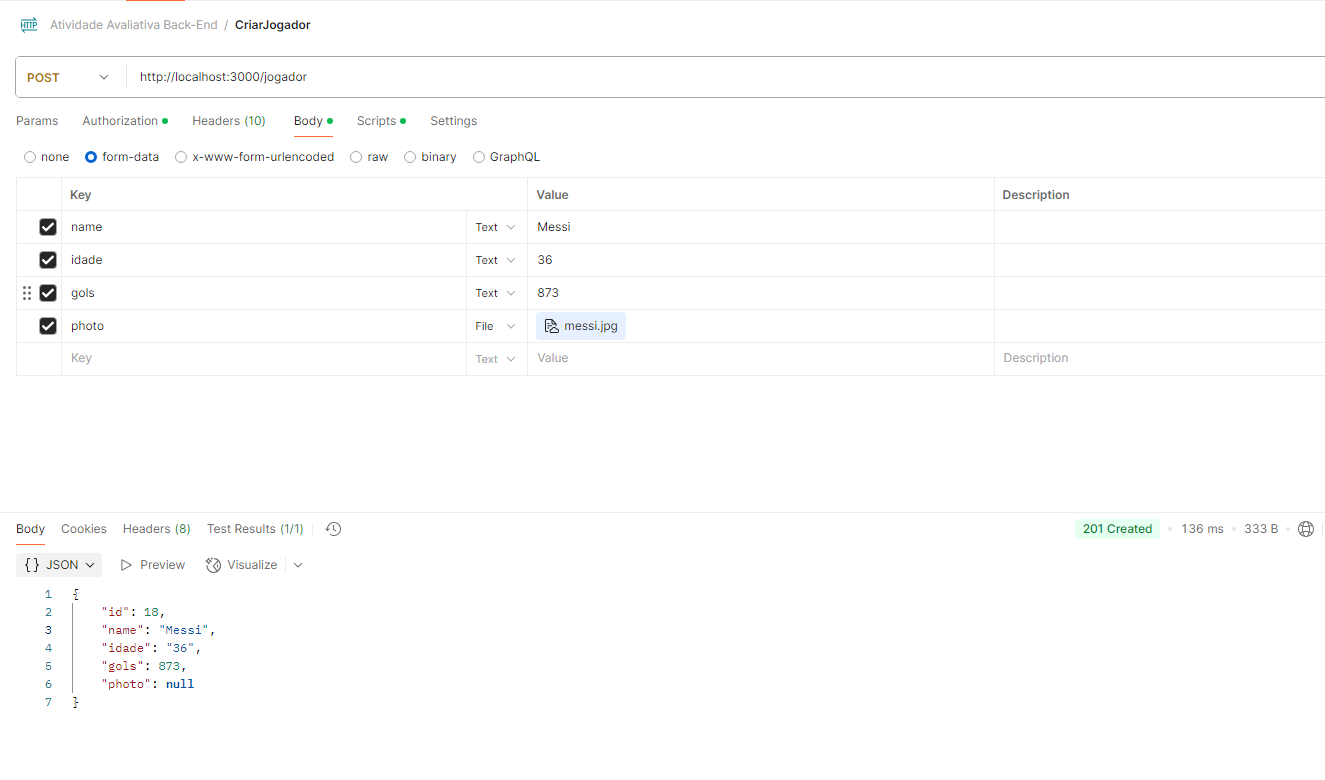 HTTP Atividade Avaliativa Back-End / CriarJogador
POST http://localhost:3000/jogador
Params Authorization Headers (10) Body Scripts Settings
none form-data x-www-form-urlencoded raw binary GraphQL
Key Value Description
name Text Messi
idade Text 36
gols Text 873
photo File messi.jpg
Key Text Value Description
Body Cookies Headers (8) Test Results (1/1) 201 Created 136 ms 333 B
{} JSON Preview Visualize
1 {
2 "id": 18,
3 "name": "Messi",
4 "idade": "36",
5 "gols": 873,
6 "photo": null
7 }